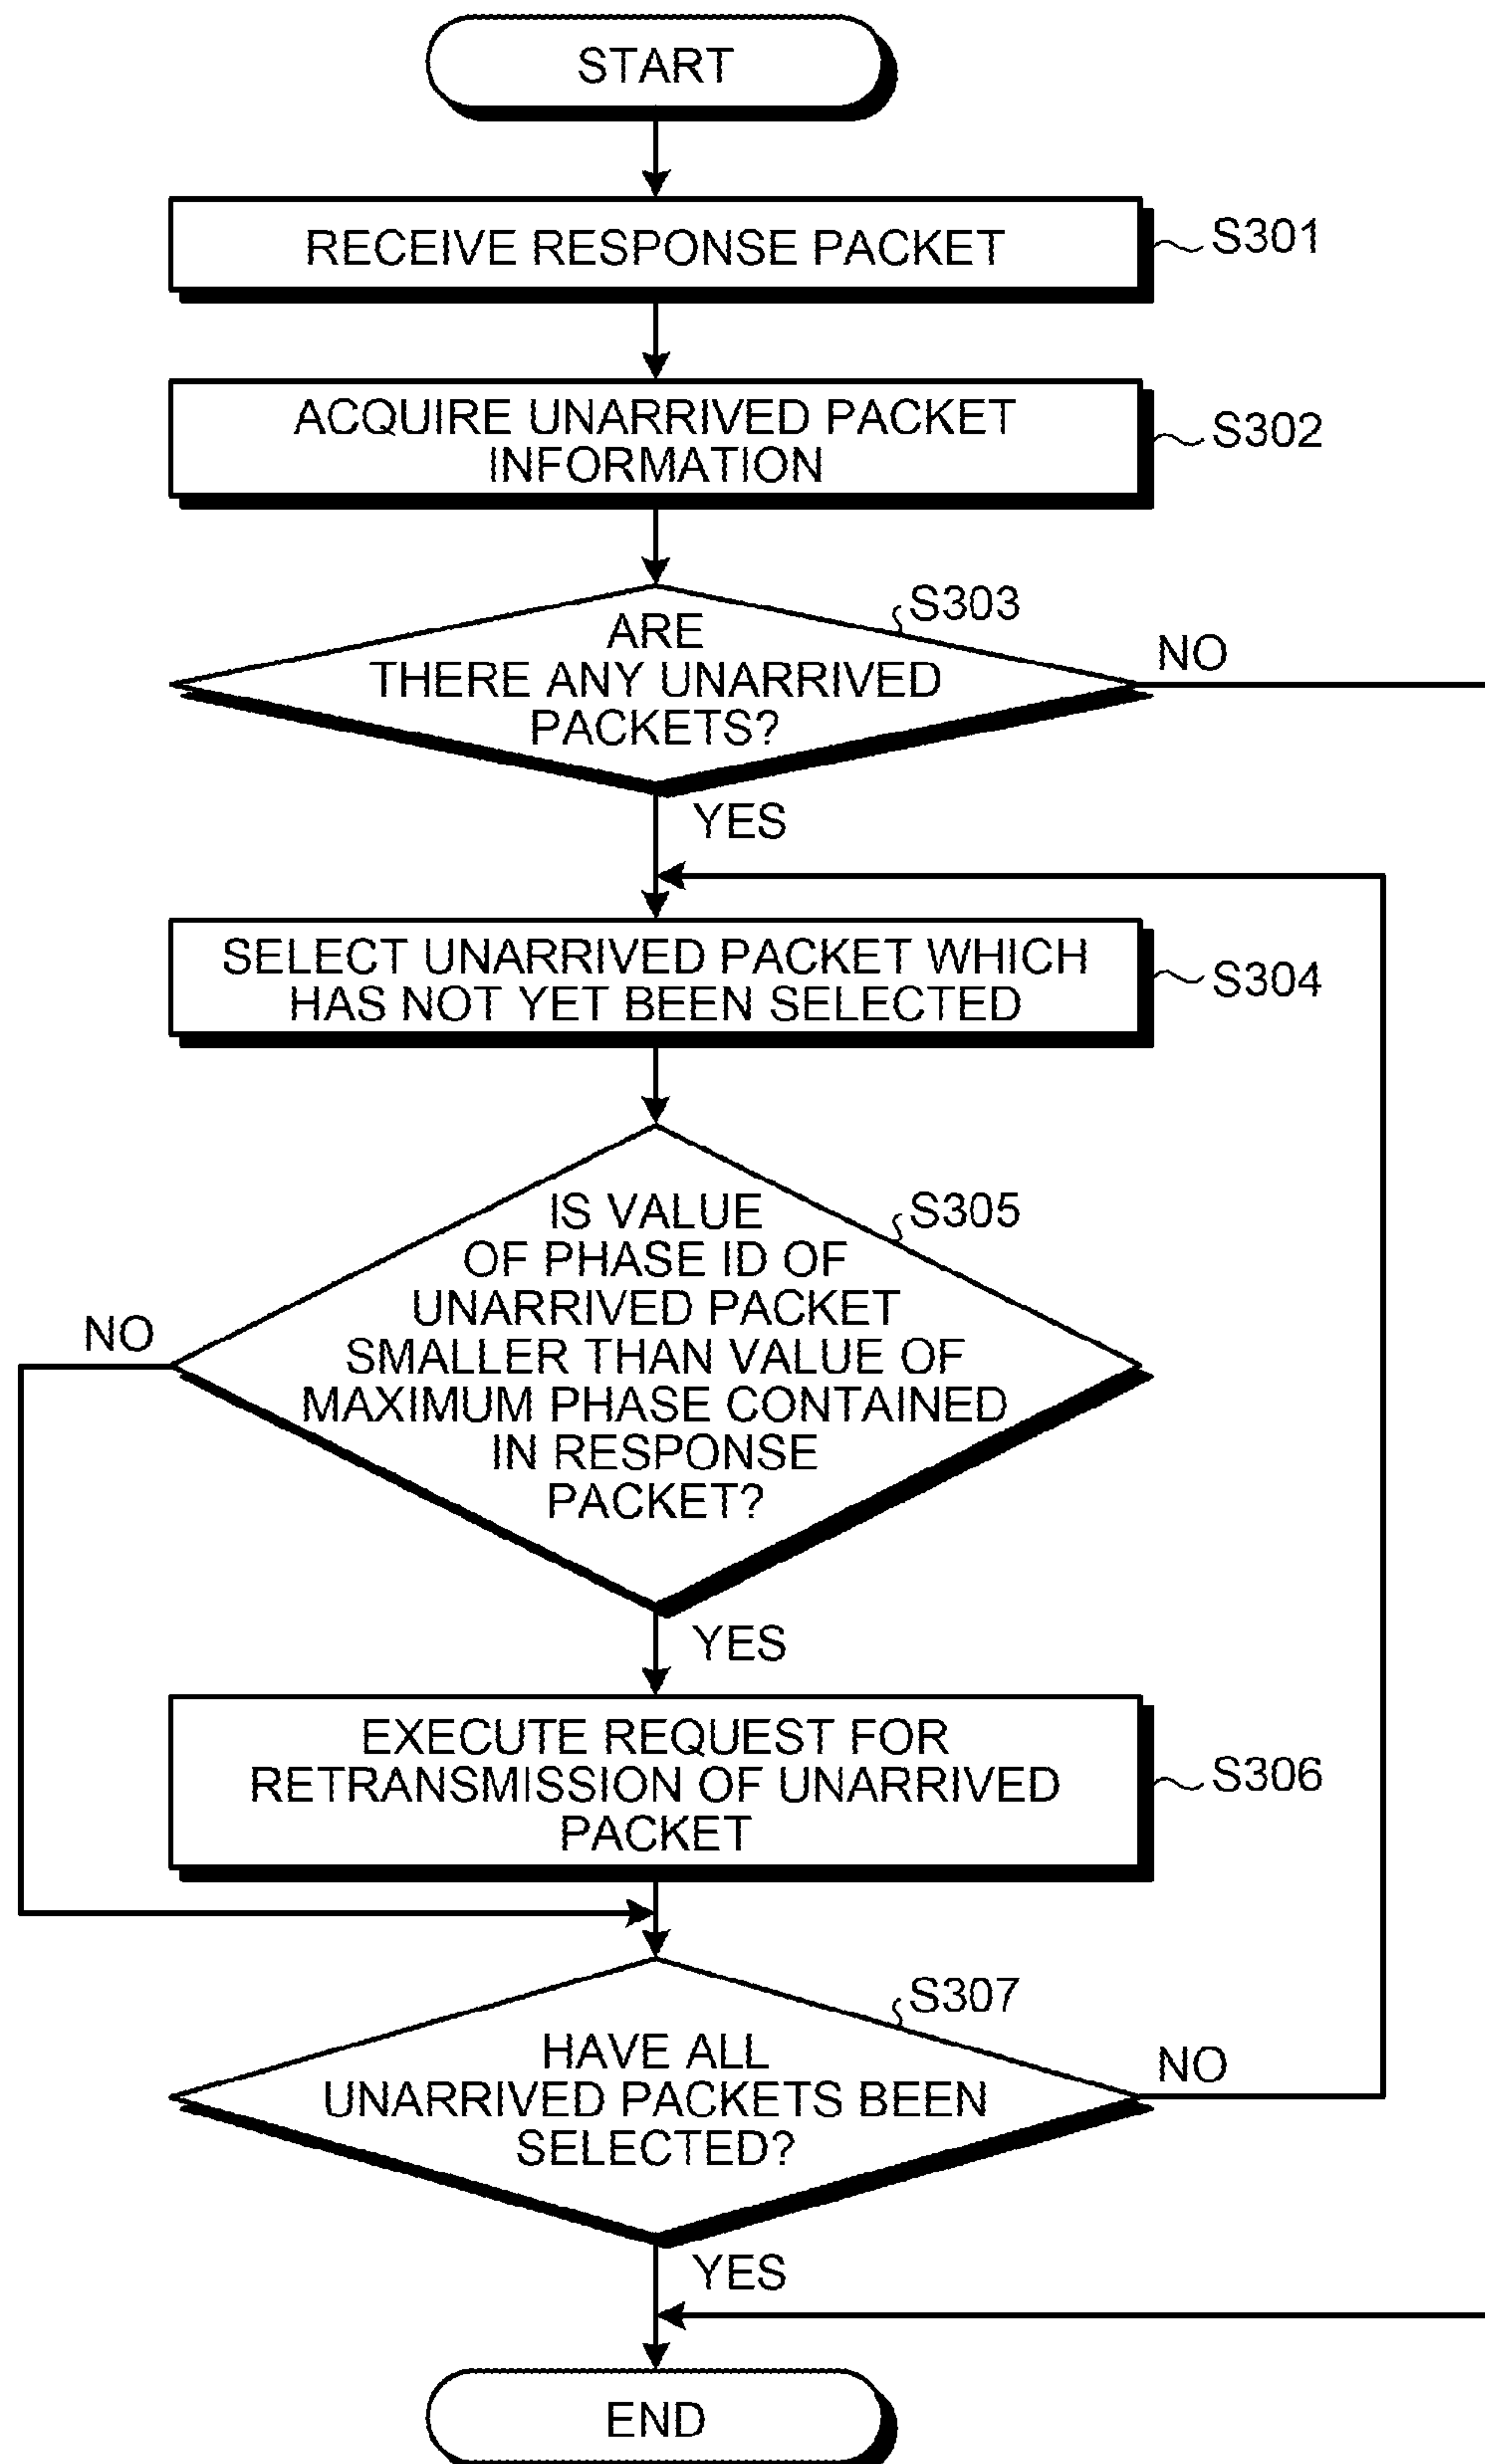 START
RECEIVE RESPONSE PACKET
S301
ACQUIRE UNARRIVED PACKET
INFORMATION
S302
S303
ARE
THERE ANY UNARRIVED
PACKETS?
NO
YES
SELECT UNARRIVED PACKET WHICH
HAS NOT YET BEEN SELECTED
S304
S305
IS VALUE
OF PHASE ID OF
UNARRIVED PACKET
SMALLER THAN VALUE OF
MAXIMUM PHASE CONTAINED
IN RESPONSE
PACKET?
NO
YES
EXECUTE REQUEST FOR
RETRANSMISSION OF UNARRIVED
PACKET
S306
S307
HAVE ALL
UNARRIVED PACKETS BEEN
SELECTED?
NO
YES
END